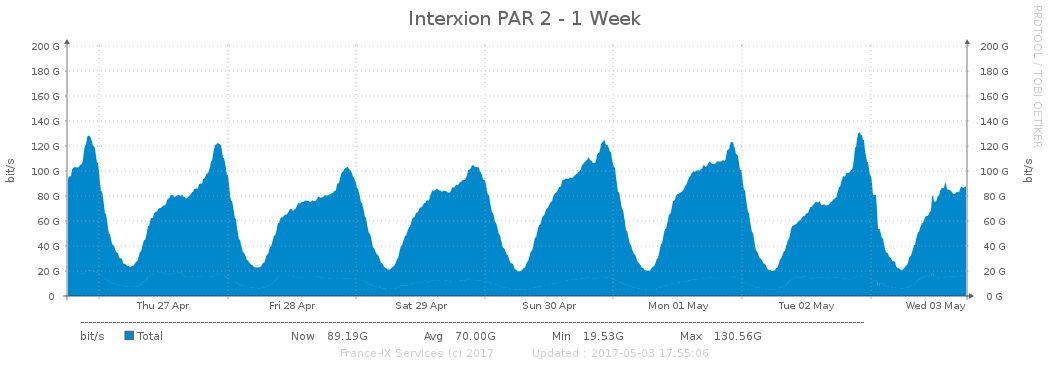 Interxion PAR 2 - 1 Week
RRDTOOL / TOBI OETIKER
200 G 200 G
180 G 180 G
160 G 160 G
140 G 140 G
120 G 120 G
100 G 100 G
80 G 80 G
60 G 60 G
40 G 40 G
20 G 20 G
0 0 G
bit/s bit/s
Thu 27 Apr Fri 28 Apr Sat 29 Apr Sun 30 Apr Mon 01 May Tue 02 May Wed 03 May
bit/s Total Now 89.19G Avg 70.00G Min 19.53G Max 130.56G
France-IX Services (c) 2017 Updated : 2017-05-03 17:55:06